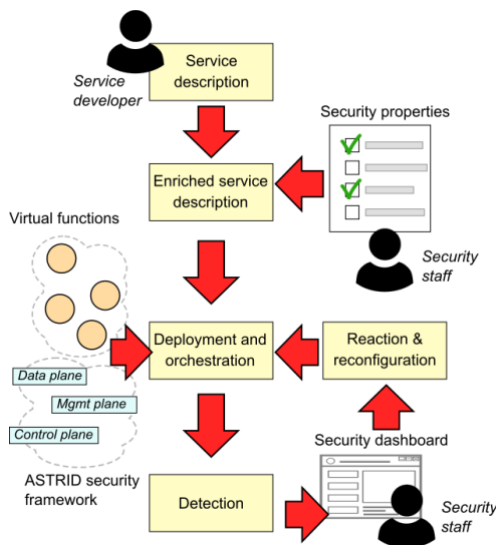 Service
description
Service
developer
Security properties
Enriched service
description
Security
staff
Virtual functions
Deployment and
orchestration
Reaction &
reconfiguration
Data plane
Mgmt plane
Control plane
Security dashboard
ASTRID security
framework
Detection
Security
staff